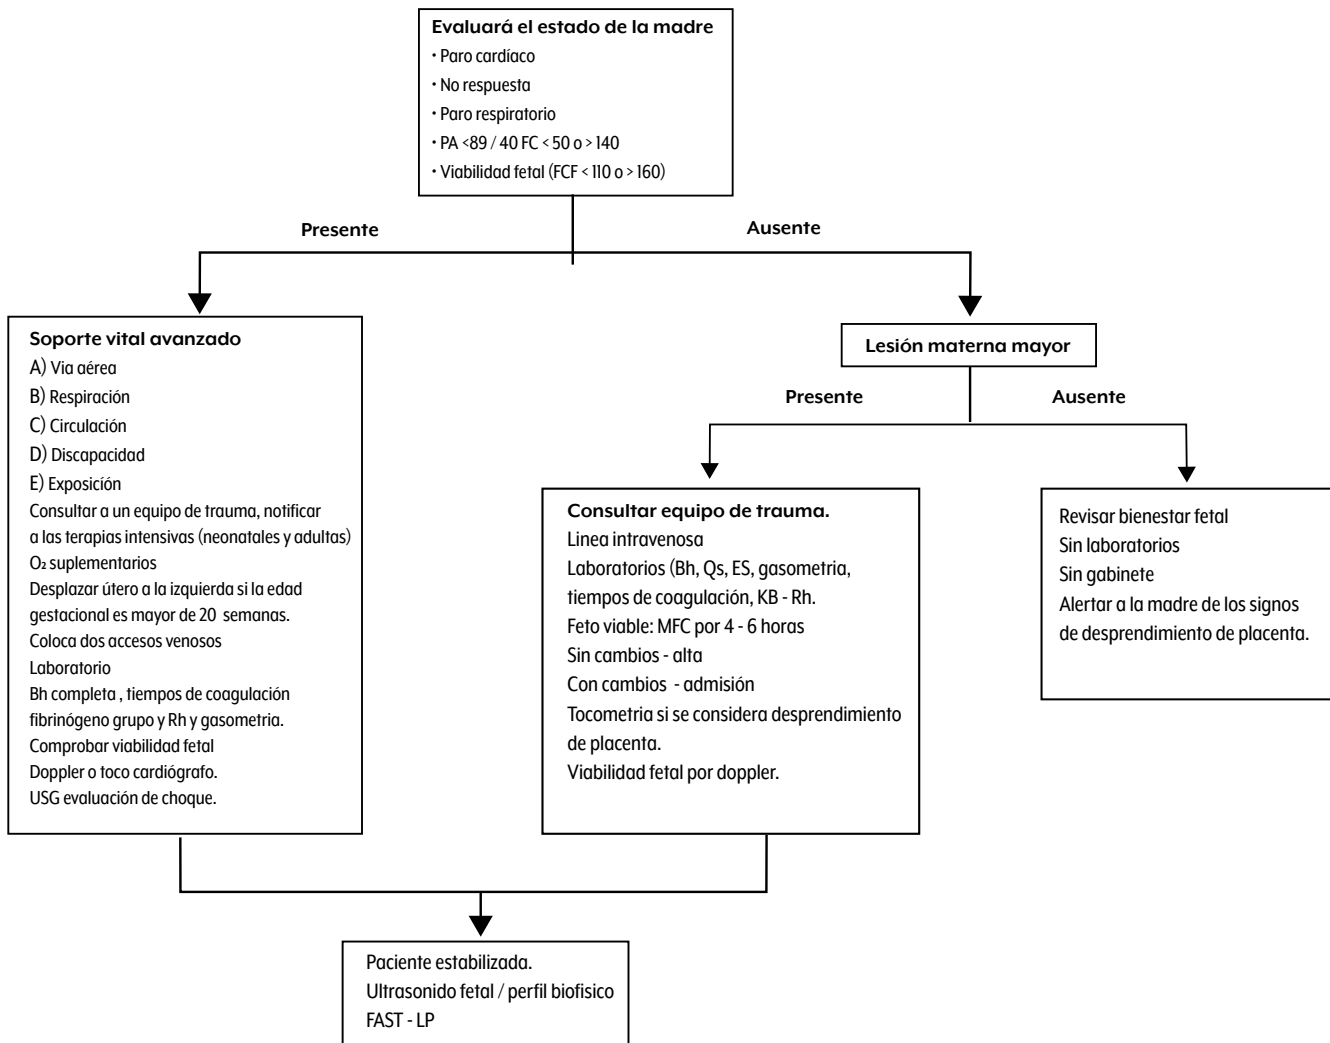 Evaluará el estado de la madre
• Paro cardíaco
• No respuesta
• Paro respiratorio
• PA <89 / 40 FC < 50 o > 140
• Viabilidad fetal (FCF < 110 o > 160)
Presente
Ausente
Soporte vital avanzado
A) Via aérea
B) Respiración
C) Circulación
D) Discapacidad
E) Exposición
Consultar a un equipo de trauma, notificar
a las terapias intensivas (neonatales y adultas)
O₂ suplementarios
Desplazar útero a la izquierda si la edad
gestacional es mayor de 20 semanas.
Coloca dos accesos venosos
Laboratorio
Bh completa , tiempos de coagulación
fibrinógeno grupo y Rh y gasometria.
Comprobar viabilidad fetal
Doppler o toco cardiógrafo.
USG evaluación de choque.
Lesión materna mayor
Presente
Ausente
Consultar equipo de trauma.
Linea intravenosa
Laboratorios (Bh, Qs, ES, gasometria,
tiempos de coagulación, KB - Rh.
Feto viable: MFC por 4 - 6 horas
Sin cambios - alta
Con cambios - admisión
Tocometria si se considera desprendimiento
de placenta.
Viabilidad fetal por doppler.
Revisar bienestar fetal
Sin laboratorios
Sin gabinete
Alertar a la madre de los signos
de desprendimiento de placenta.
Paciente estabilizada.
Ultrasonido fetal / perfil biofisico
FAST - LP